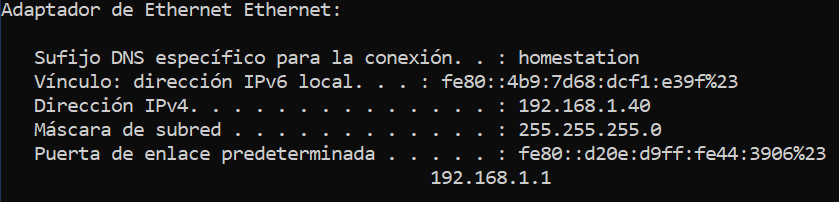 Adaptador de Ethernet Ethernet:
Sufijo DNS específico para la conexión. . : homestation
Vínculo: dirección IPv6 local. . . : fe80::4b9:7d68:dcf1:e39f%23
Dirección IPv4. . . . . . . . . . . . . . : 192.168.1.40
Máscara de subred . . . . . . . . . . . . : 255.255.255.0
Puerta de enlace predeterminada . . . . . : fe80::d20e:d9ff:fe44:3906%23
192.168.1.1